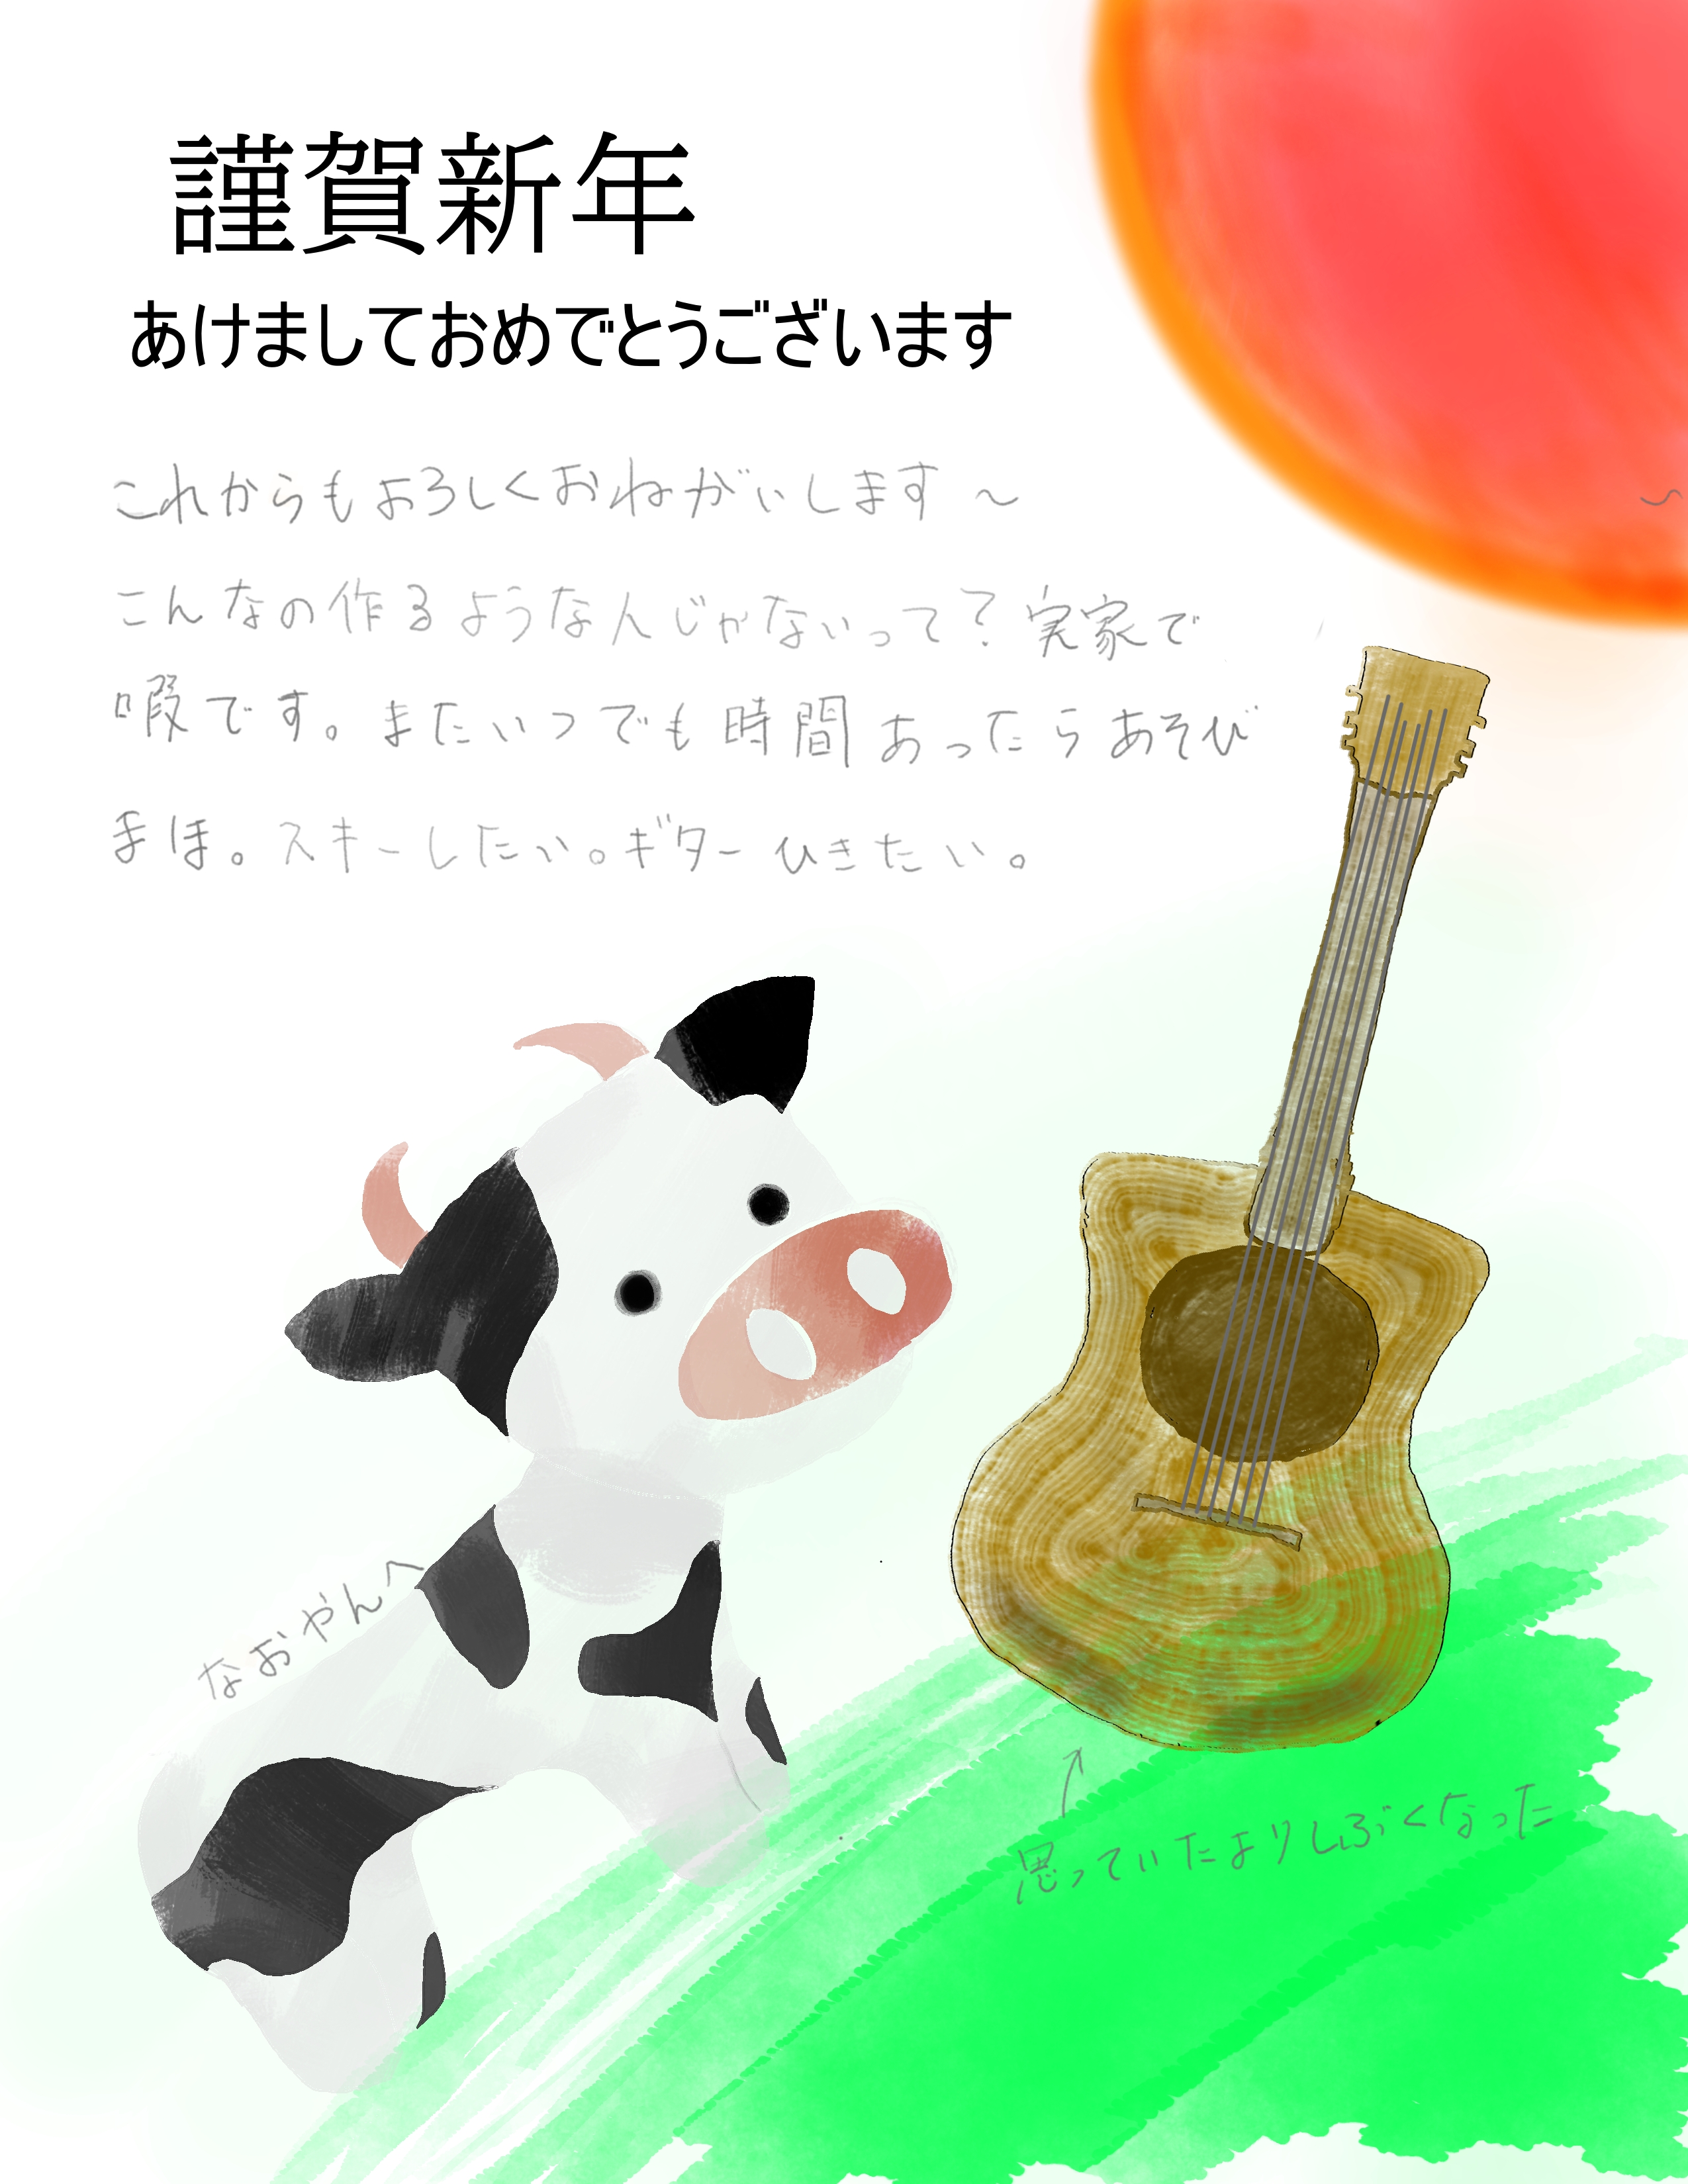 謹賀新年
あけましておめでとうございます
これからもよろしくおねがいします〜
こんなの作るような人じゃないって？実家で
暇です。またいつでも時間あったらあそび
まほ。スキーしたい。ギターひきたい。
なおやんへ
↑
思っていたよりしぶくなった